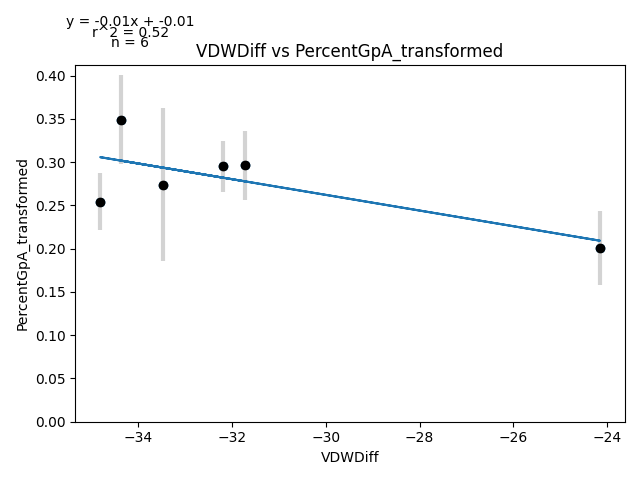 y = -0.01x + -0.01
r^2 = 0.52
n = 6
VDWDiff vs PercentGpA_transformed
PercentGpA_transformed
0.40
0.35
0.30
0.25
0.20
0.15
0.10
0.05
0.00
−34
−32
−30
−28
−26
−24
VDWDiff